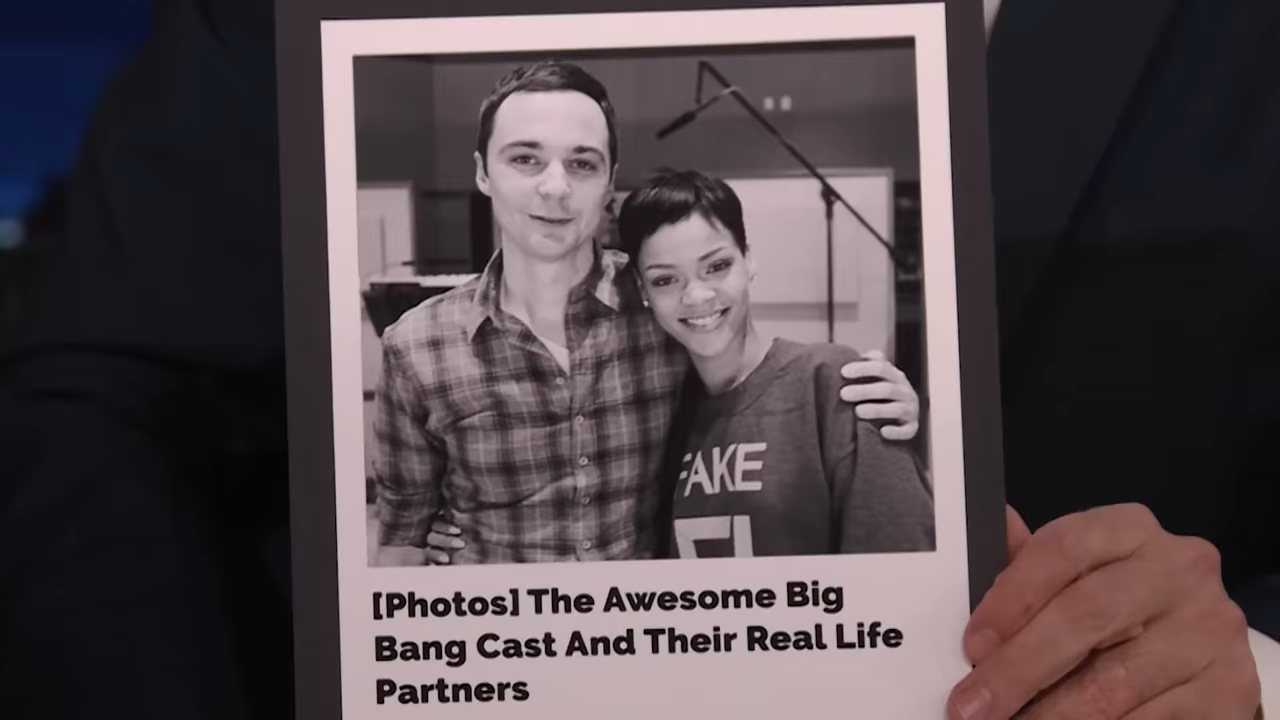 FAKE
[Photos] The Awesome Big
Bang Cast And Their Real Life
Partners